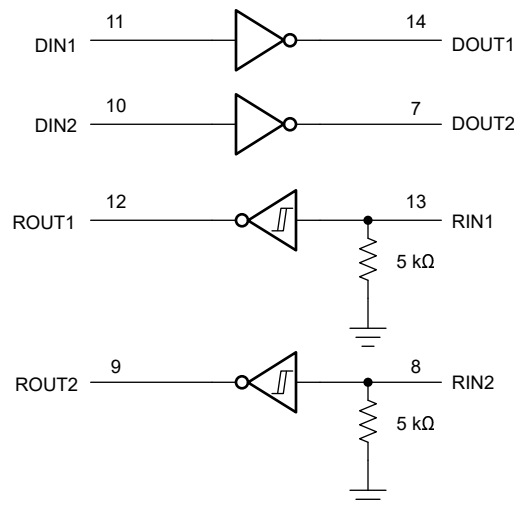 DIN1 11 14 DOUT1
DIN2 10 7 DOUT2
ROUT1 12 13 RIN1
5 kΩ
ROUT2 9 8 RIN2
5 kΩ